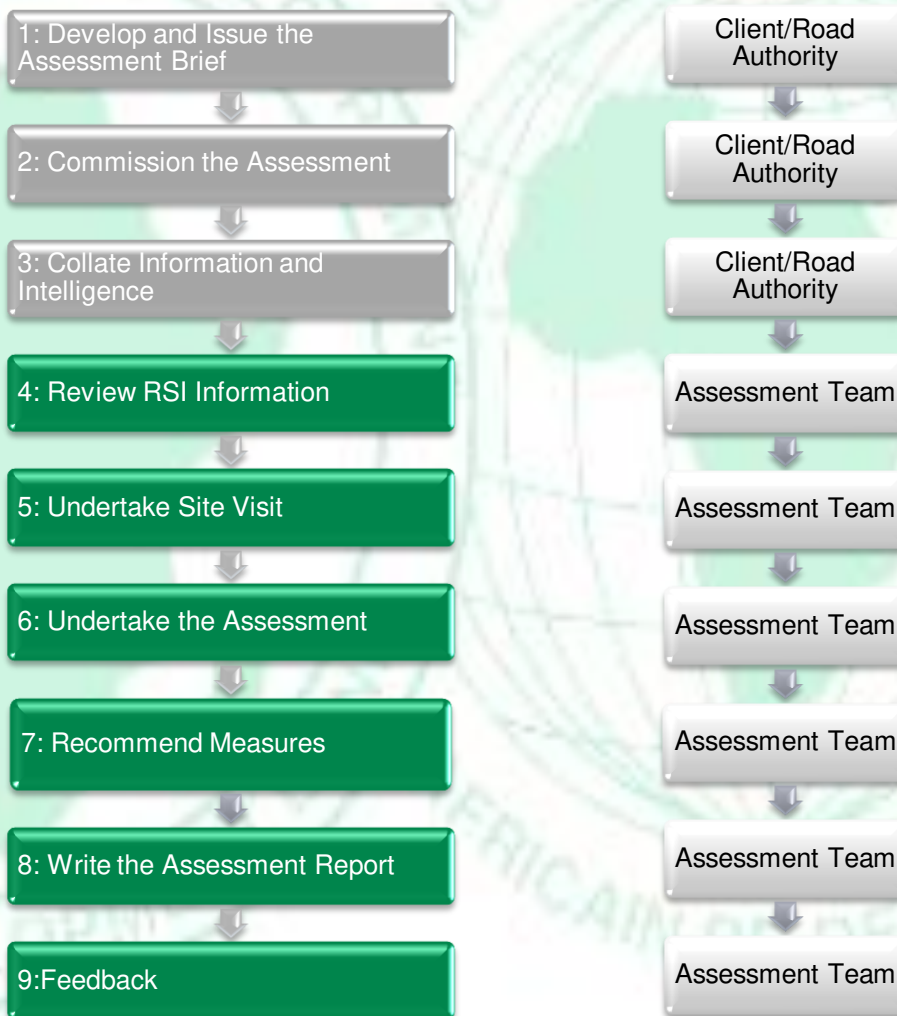 1: Develop and Issue the
Assessment Brief
Client/Road
Authority
2: Commission the Assessment
Client/Road
Authority
3: Collate Information and
Intelligence
Client/Road
Authority
4: Review RSI Information
Assessment Team
5: Undertake Site Visit
Assessment Team
6: Undertake the Assessment
Assessment Team
7: Recommend Measures
Assessment Team
8: Write the Assessment Report
Assessment Team
9:Feedback
Assessment Team